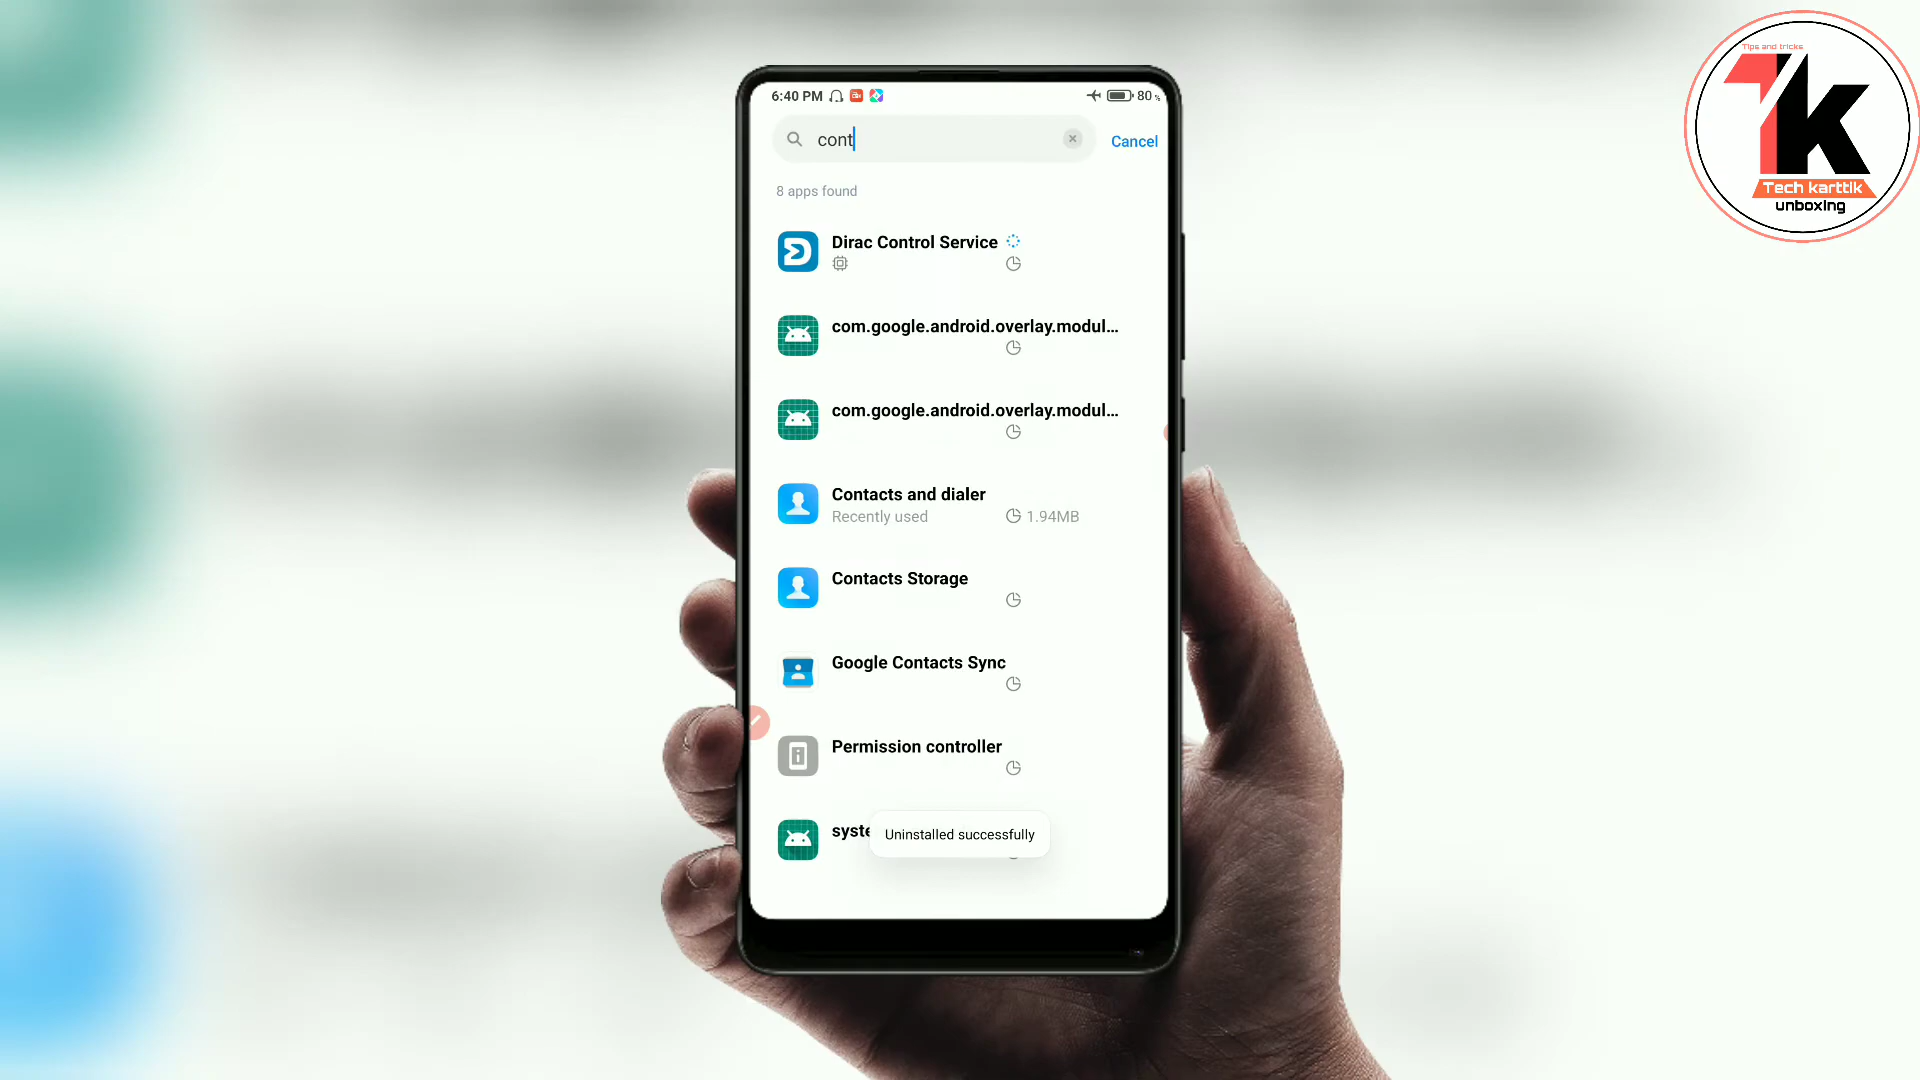 6:40 PM 80%
cont
Cancel
8 apps found
Dirac Control Service
com.google.android.overlay.modul...
com.google.android.overlay.modul...
Contacts and dialer
Recently used 1.94MB
Contacts Storage
Google Contacts Sync
Permission controller
syste
Uninstalled successfully
Tips and tricks
TK
Tech karttik
unboxing